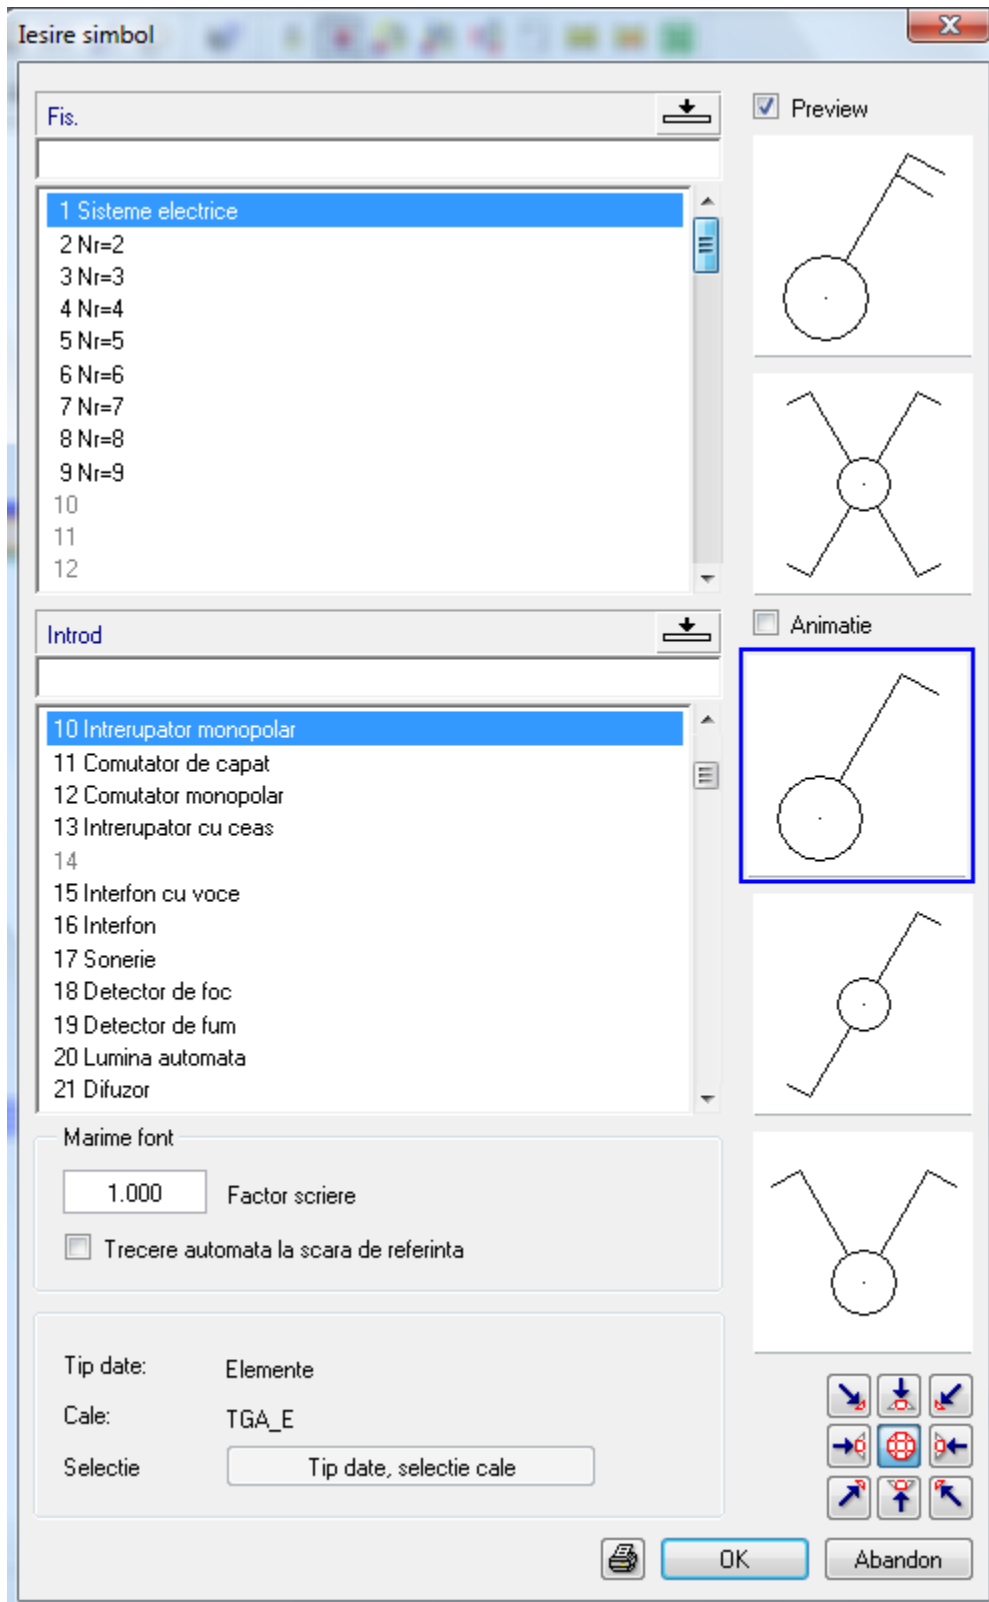 Iesire simbol
Fis.
Preview
1 Sisteme electrice
2 Nr=2
3 Nr=3
4 Nr=4
5 Nr=5
6 Nr=6
7 Nr=7
8 Nr=8
9 Nr=9
10
11
12
Introd
Animatie
10 Intrerupator monopolar
11 Comutator de capat
12 Comutator monopolar
13 Intrerupator cu ceas
14
15 Interfon cu voce
16 Interfon
17 Sonerie
18 Detector de foc
19 Detector de fum
20 Lumina automata
21 Difuzor
Marime font
1.000 Factor scriere
Trecere automata la scara de referinta
Tip date: Elemente
Cale: TGA_E
Selectie Tip date, selectie cale
OK Abandon